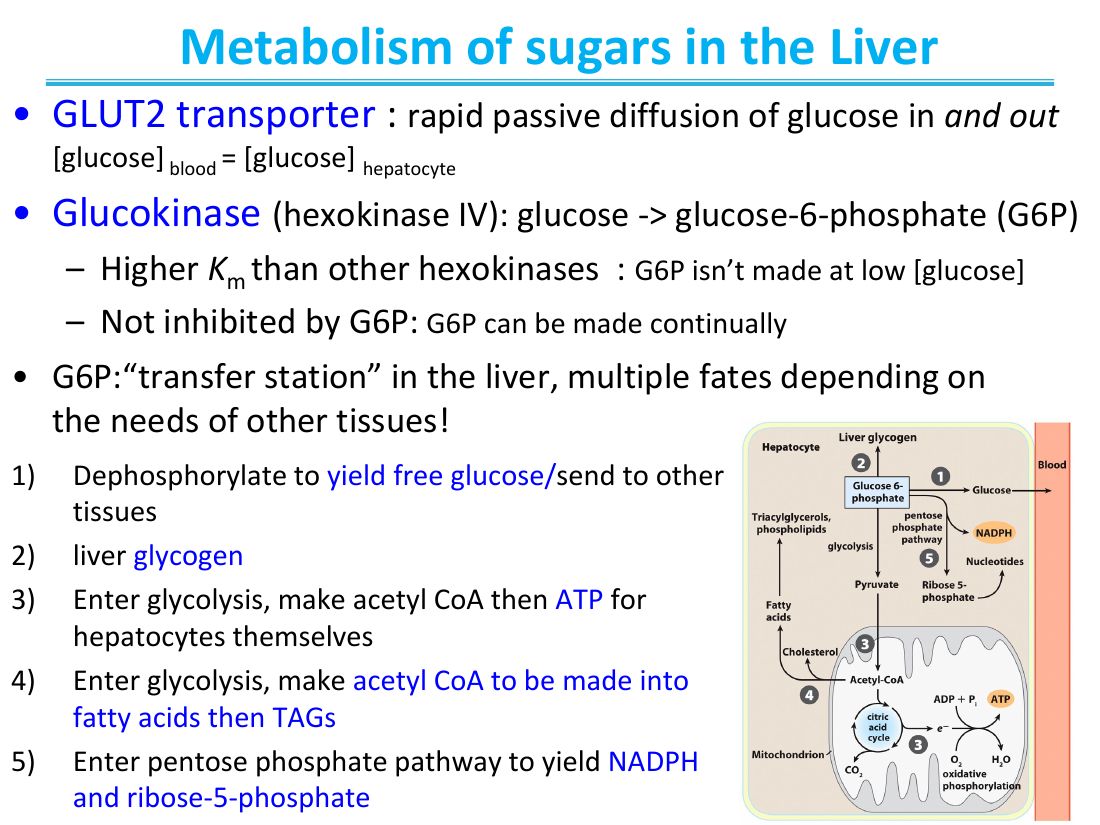 Metabolism of sugars in the Liver
• GLUT2 transporter : rapid passive diffusion of glucose in and out
[glucose] blood = [glucose] hepatocyte
• Glucokinase (hexokinase IV): glucose -> glucose-6-phosphate (G6P)
– Higher Km than other hexokinases : G6P isn’t made at low [glucose]
– Not inhibited by G6P: G6P can be made continually
• G6P:“transfer station” in the liver, multiple fates depending on
the needs of other tissues!
1) Dephosphorylate to yield free glucose/send to other
tissues
2) liver glycogen
3) Enter glycolysis, make acetyl CoA then ATP for
hepatocytes themselves
4) Enter glycolysis, make acetyl CoA to be made into
fatty acids then TAGs
5) Enter pentose phosphate pathway to yield NADPH
and ribose-5-phosphate
Hepatocyte
Liver glycogen
Blood
2
1
Glucose 6-
phosphate
Glucose
Triacylglycerols,
phospholipids
pentose
phosphate
pathway
NADPH
glycolysis
5
Nucleotides
Pyruvate
Ribose 5-
phosphate
Fatty
acids
3
Cholesterol
Acetyl-CoA
4
ADP + Pi
ATP
citric
acid
cycle
e–
3
Mitochondrion
CO2
O2
H2O
oxidative
phosphorylation